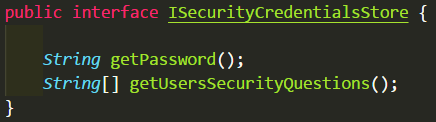 public interface ISecurityCredentialsStore {
String getPassword();
String[] getUsersSecurityQuestions();
}